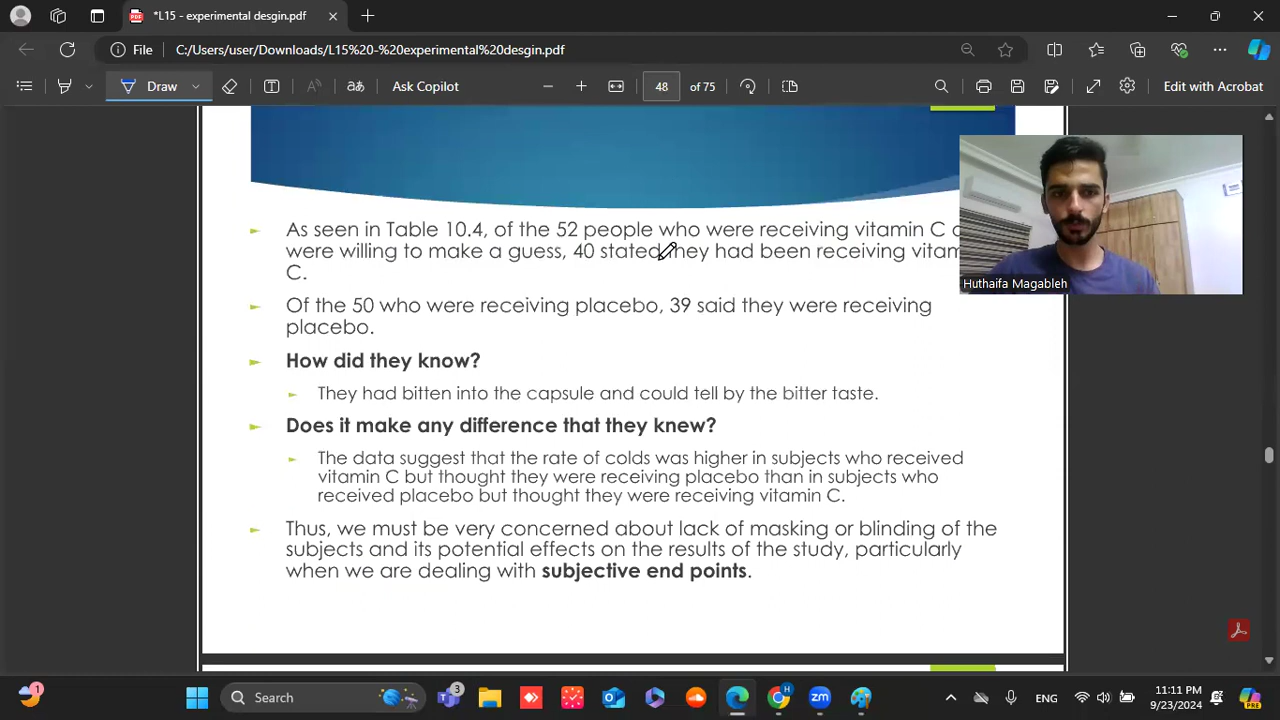 *L15 - experimental desgin.pdf
File
C:/Users/user/Downloads/L15%20-%20experimental%20desgin.pdf
Draw
Ask Copilot
48 of 75
Edit with Acrobat
As seen in Table 10.4, of the 52 people who were receiving vitamin C
were willing to make a guess, 40 stated they had been receiving
C.
Of the 50 who were receiving placebo, 39 said they were receiving
placebo.
How did they know?
They had bitten into the capsule and could tell by the bitter taste.
Does it make any difference that they knew?
The data suggest that the rate of colds was higher in subjects who received
vitamin C but thought they were receiving placebo than in subjects who
received placebo but thought they were receiving vitamin C.
Thus, we must be very concerned about lack of masking or blinding of the
subjects and its potential effects on the results of the study, particularly
when we are dealing with subjective end points.
Huthaifa Magableh
1
Search
3
ENG
11:11 PM
9/23/2024